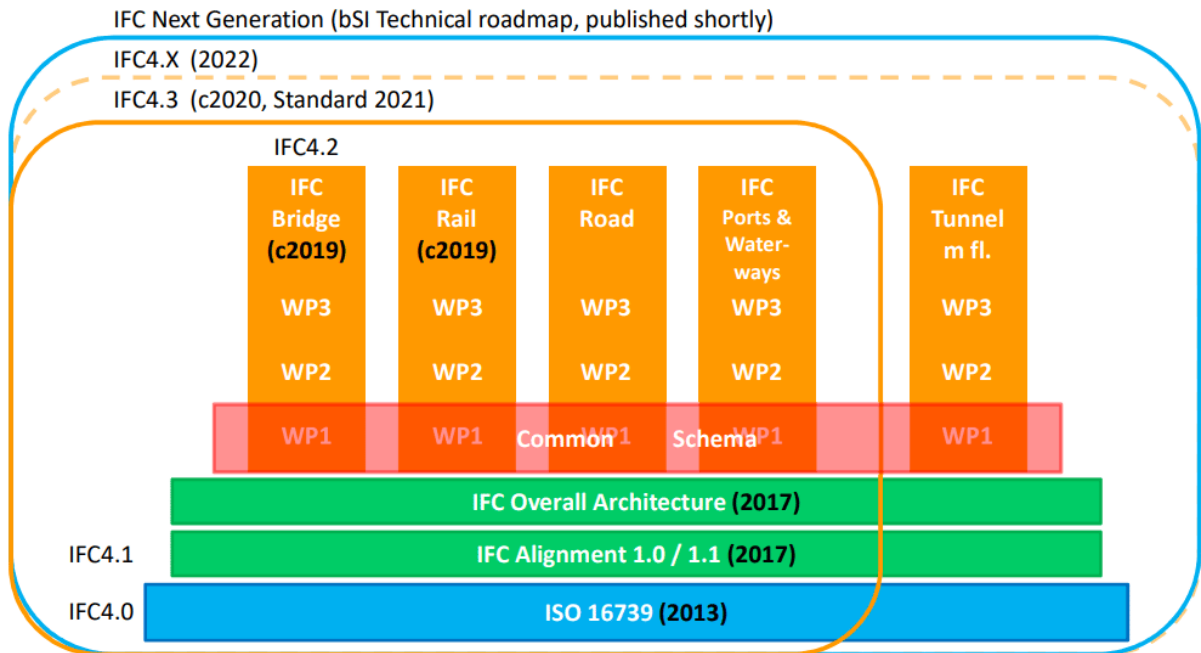 IFC Next Generation (bSI Technical roadmap, published shortly)
IFC4.X (2022)
IFC4.3 (c2020, Standard 2021)
IFC4.2
IFC
Bridge
(c2019)
WP3
WP2
WP1
IFC
Rail
(c2019)
WP3
WP2
WP1
IFC
Road
WP3
WP2
WP1
IFC
Ports &
Water-
ways
WP3
WP2
WP1
IFC
Tunnel
m fl.
WP3
WP2
WP1
Common Schema
IFC Overall Architecture (2017)
IFC4.1
IFC Alignment 1.0 / 1.1 (2017)
IFC4.0
ISO 16739 (2013)